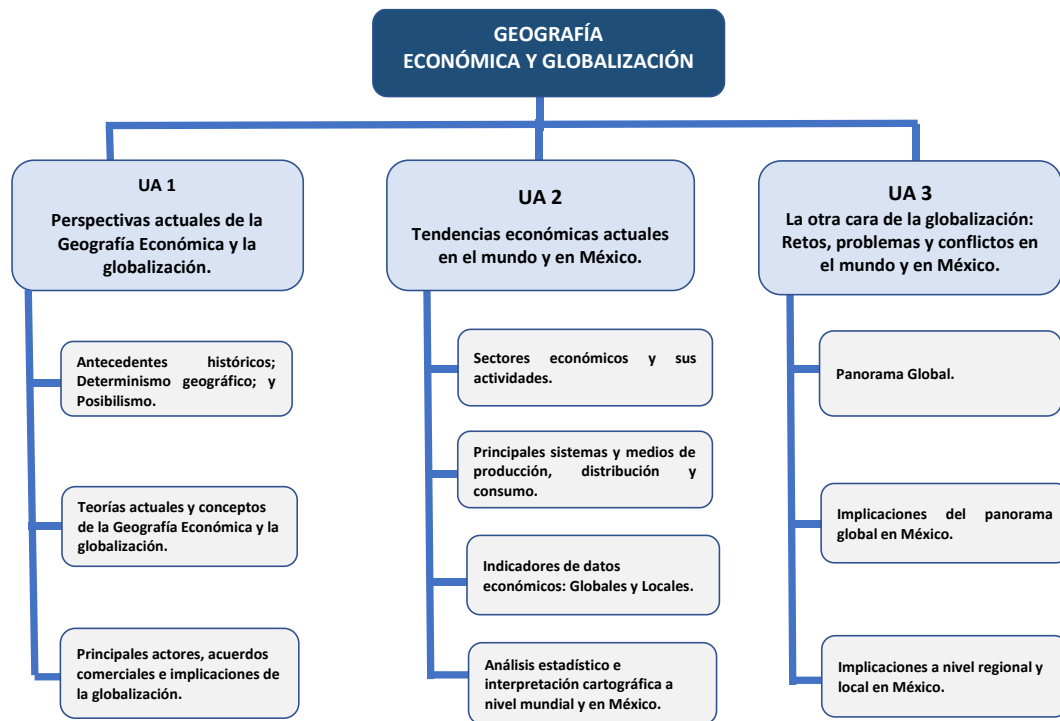 GEOGRAFÍA
ECONÓMICA Y GLOBALIZACIÓN
UA 1
Perspectivas actuales de la
Geografía Económica y la
globalización.
Antecedentes históricos;
Determinismo geográfico; y
Posibilismo.
Teorías actuales y conceptos
de la Geografía Económica y la
globalización.
Principales actores, acuerdos
comerciales e implicaciones de
la globalización.
UA 2
Tendencias económicas actuales
en el mundo y en México.
Sectores económicos y sus
actividades.
Principales sistemas y medios de
producción, distribución y
consumo.
Indicadores de datos
económicos: Globales y Locales.
Análisis estadístico e
interpretación cartográfica a
nivel mundial y en México.
UA 3
La otra cara de la globalización:
Retos, problemas y conflictos en
el mundo y en México.
Panorama Global.
Implicaciones del panorama
global en México.
Implicaciones a nivel regional y
local en México.